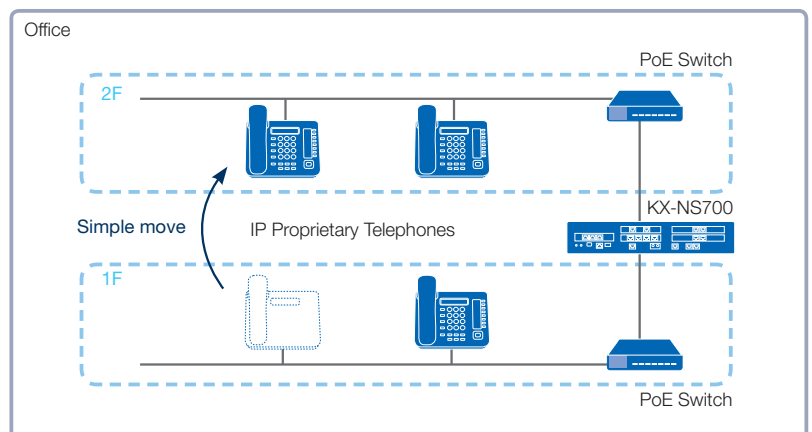 Office
PoE Switch
2F
KX-NS700
Simple move
IP Proprietary Telephones
1F
PoE Switch